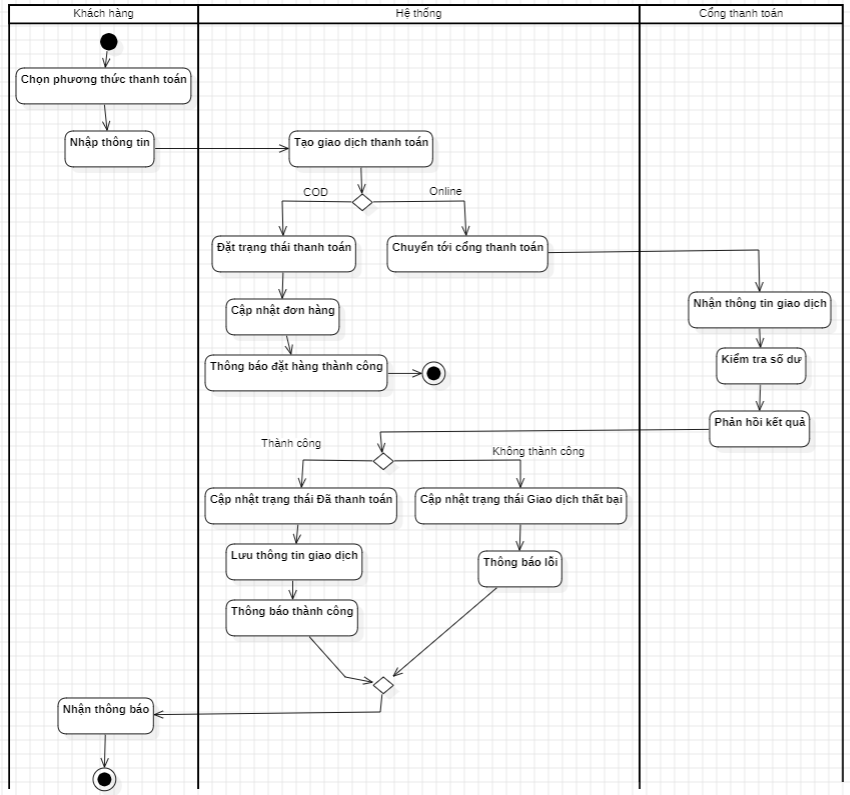 Khách hàng
Hệ thống
Cổng thanh toán
Chọn phương thức thanh toán
Nhập thông tin
Tạo giao dịch thanh toán
COD
Online
Đặt trạng thái thanh toán
Chuyển tới cổng thanh toán
Nhận thông tin giao dịch
Cập nhật đơn hàng
Kiểm tra số dư
Thông báo đặt hàng thành công
Phản hồi kết quả
Thành công
Không thành công
Cập nhật trạng thái Đã thanh toán
Cập nhật trạng thái Giao dịch thất bại
Lưu thông tin giao dịch
Thông báo lỗi
Thông báo thành công
Nhận thông báo